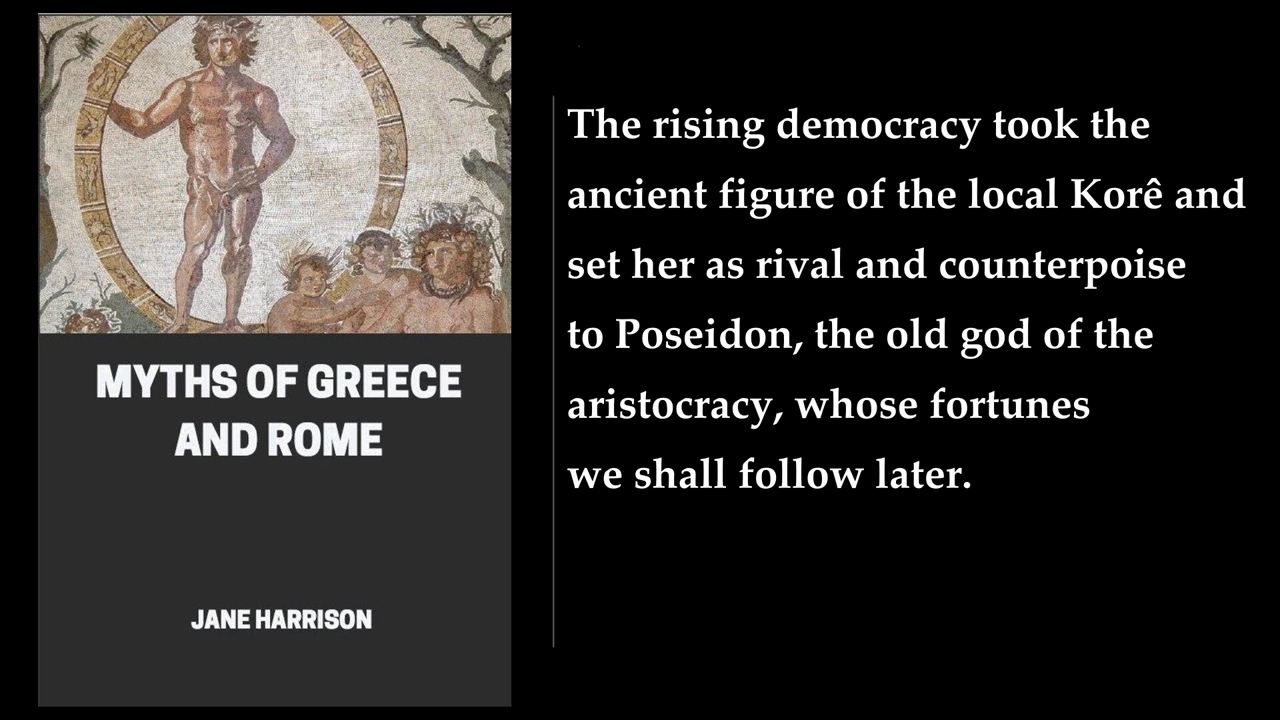 MYTHS OF GREECE
AND ROME
JANE HARRISON
The rising democracy took the
ancient figure of the local Korê and
set her as rival and counterpoise
to Poseidon, the old god of the
aristocracy, whose fortunes
we shall follow later.